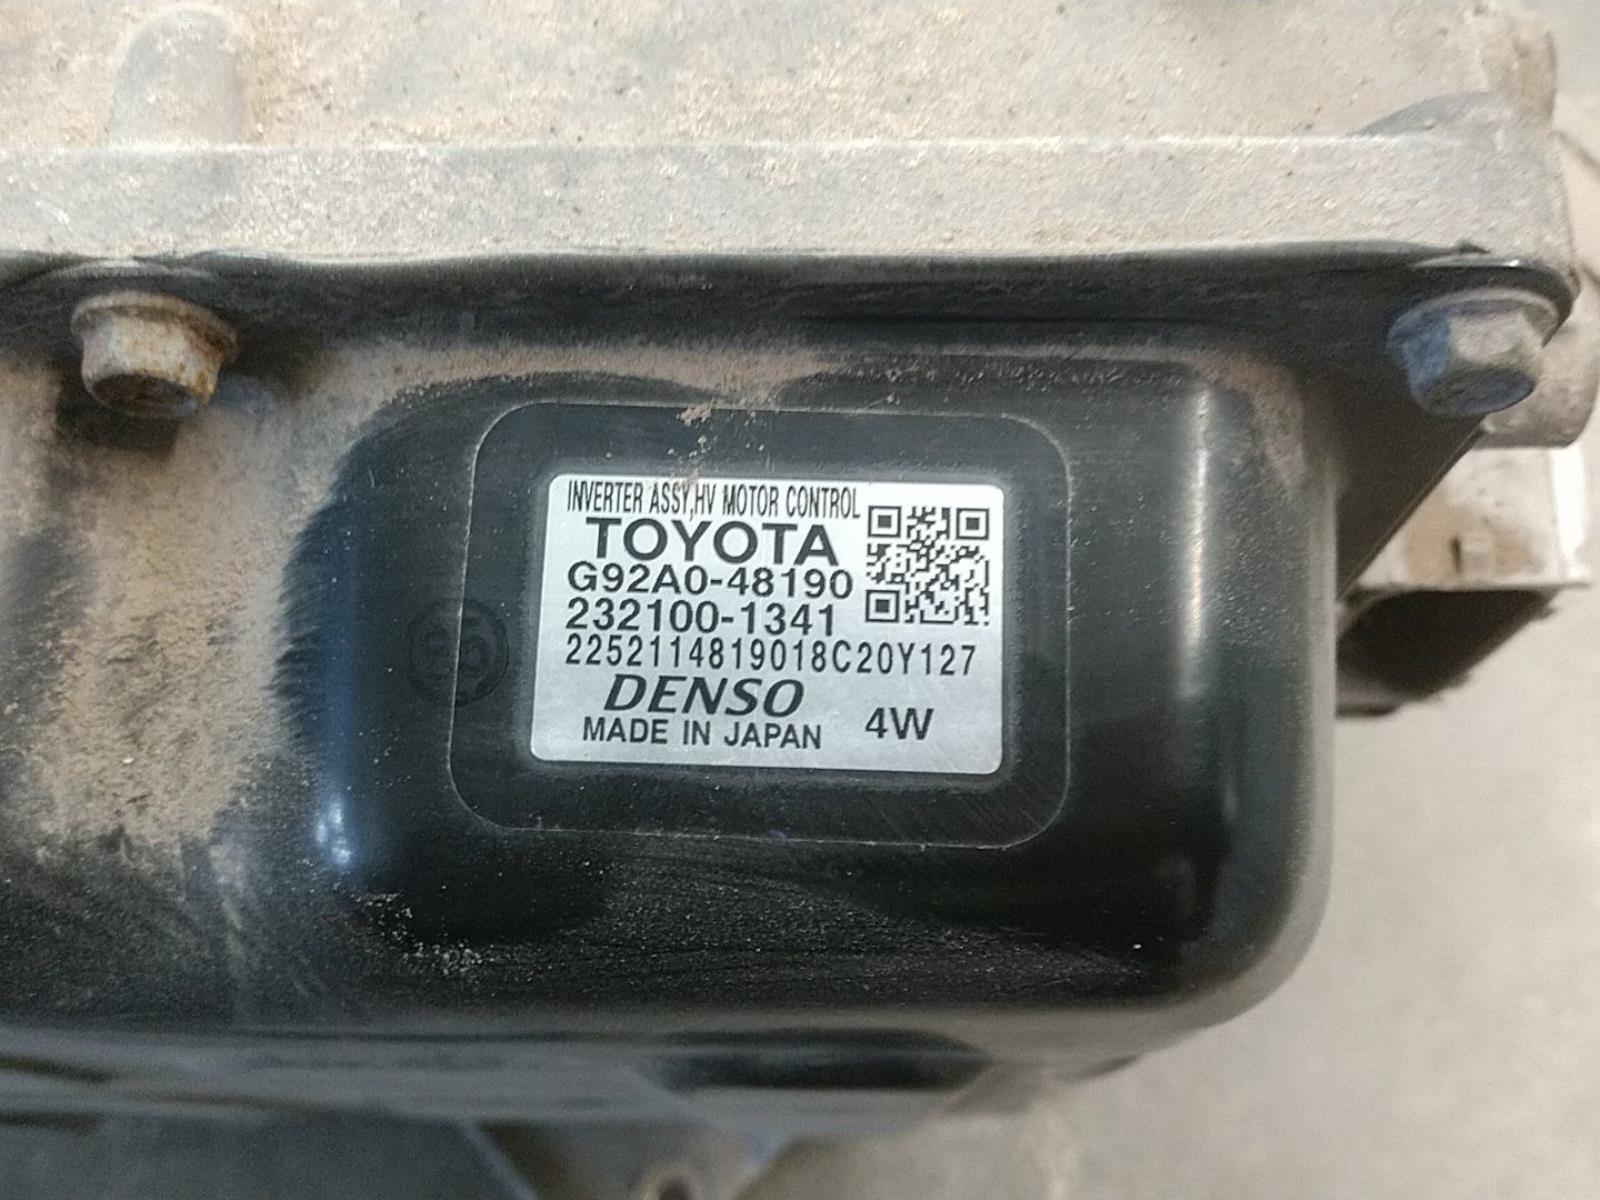 INVERTER ASSY,HV MOTOR CONTROL
TOYOTA
G92A0-48190
232100-1341
2252114819018C20Y127
DENSO
MADE IN JAPAN 4W